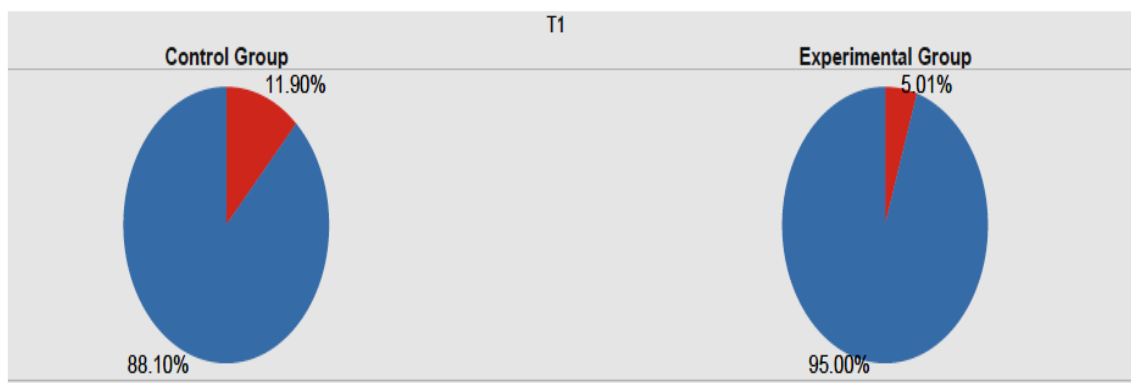 T1
Control Group
Experimental Group
11.90%
5.01%
88.10%
95.00%